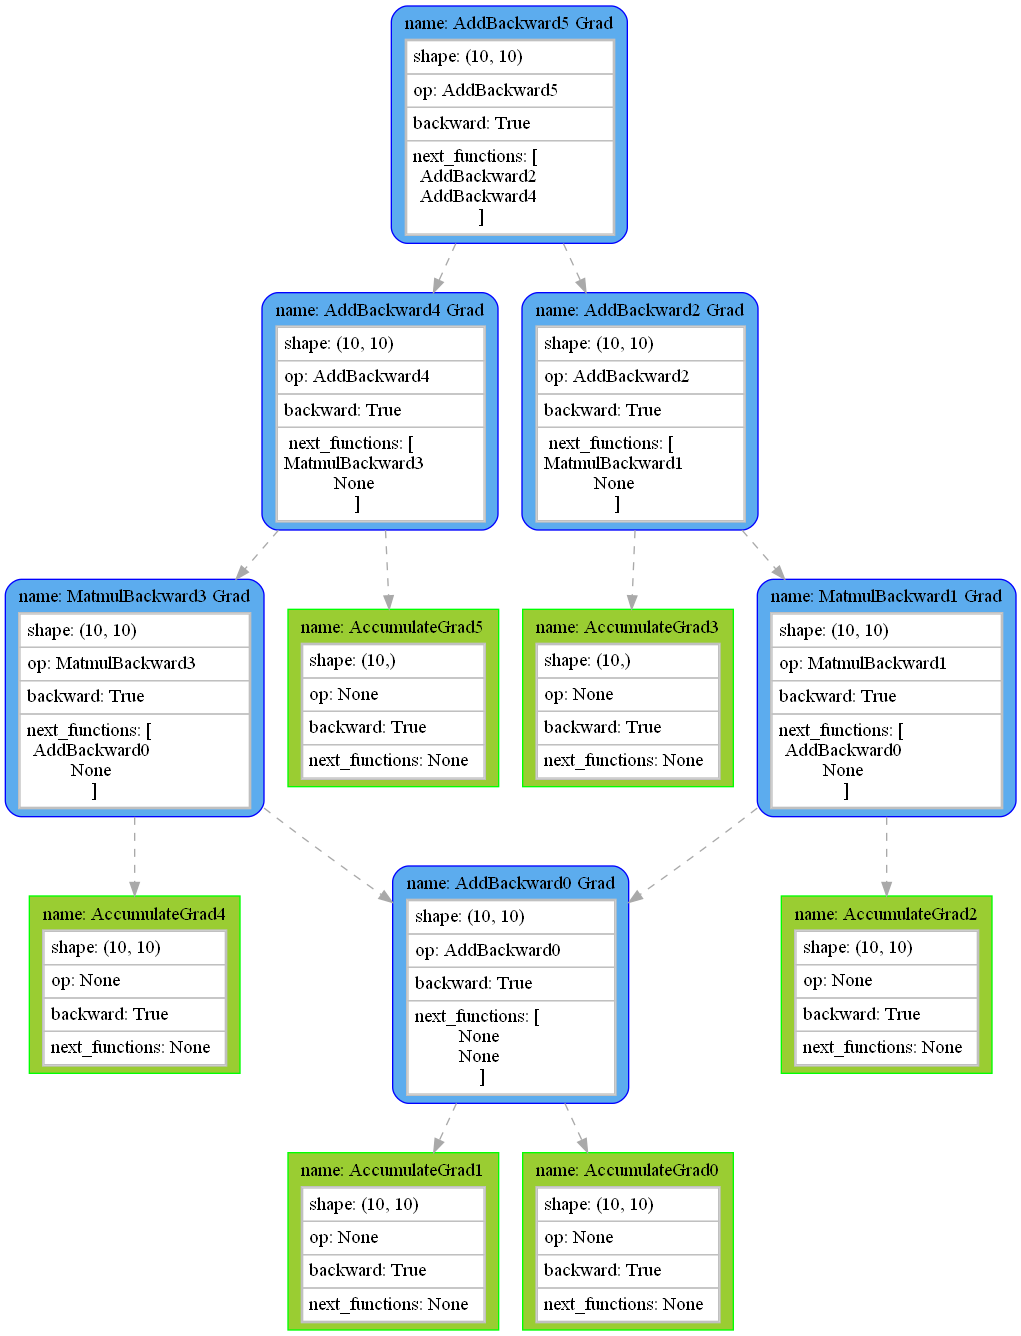 name: AddBackward5 Grad
shape: (10, 10)
op: AddBackward5
backward: True
next_functions: [
AddBackward2
AddBackward4
]
name: AddBackward4 Grad
shape: (10, 10)
op: AddBackward4
backward: True
next_functions: [
MatmulBackward3
None
]
name: AddBackward2 Grad
shape: (10, 10)
op: AddBackward2
backward: True
next_functions: [
MatmulBackward1
None
]
name: MatmulBackward3 Grad
shape: (10, 10)
op: MatmulBackward3
backward: True
next_functions: [
AddBackward0
None
]
name: AccumulateGrad5
shape: (10,)
op: None
backward: True
next_functions: None
name: AccumulateGrad3
shape: (10,)
op: None
backward: True
next_functions: None
name: MatmulBackward1 Grad
shape: (10, 10)
op: MatmulBackward1
backward: True
next_functions: [
AddBackward0
None
]
name: AccumulateGrad4
shape: (10, 10)
op: None
backward: True
next_functions: None
name: AddBackward0 Grad
shape: (10, 10)
op: AddBackward0
backward: True
next_functions: [
None
None
]
name: AccumulateGrad2
shape: (10, 10)
op: None
backward: True
next_functions: None
name: AccumulateGrad1
shape: (10, 10)
op: None
backward: True
next_functions: None
name: AccumulateGrad0
shape: (10, 10)
op: None
backward: True
next_functions: None